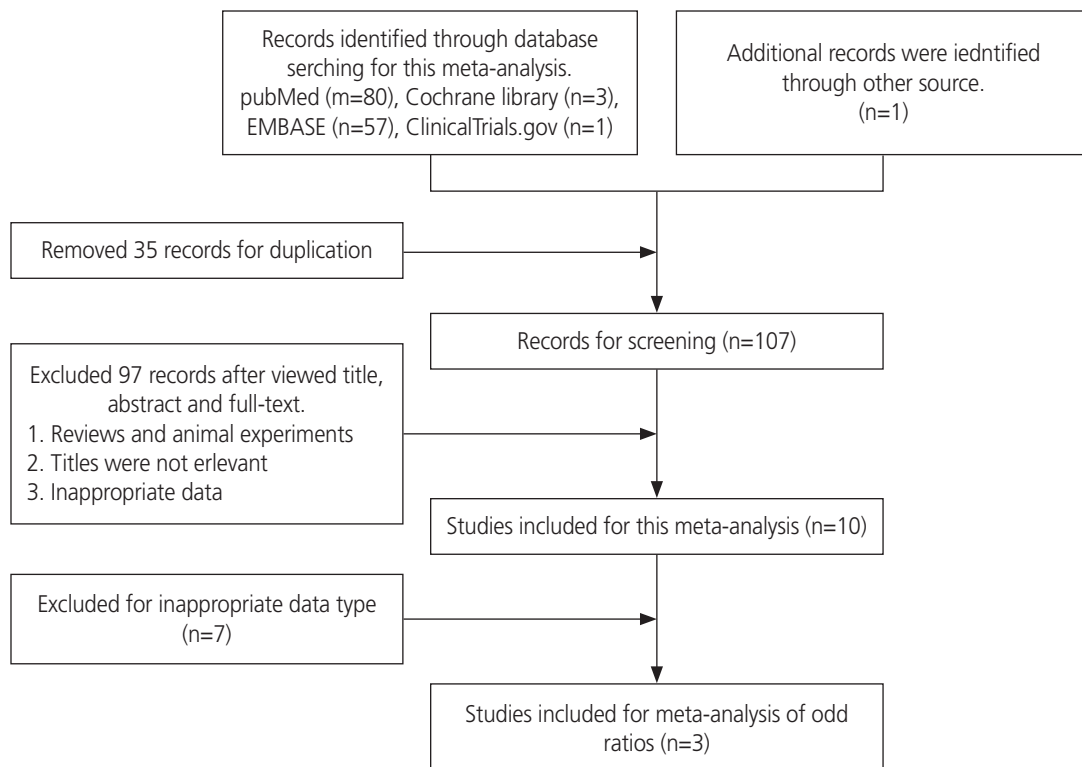 Records identified through database
serching for this meta-analysis.
pubMed (m=80), Cochrane library (n=3),
EMBASE (n=57), ClinicalTrials.gov (n=1)
Additional records were iedntified
through other source.
(n=1)
Removed 35 records for duplication
Records for screening (n=107)
Excluded 97 records after viewed title,
abstract and full-text.
1. Reviews and animal experiments
2. Titles were not erlevant
3. Inappropriate data
Studies included for this meta-analysis (n=10)
Excluded for inappropriate data type
(n=7)
Studies included for meta-analysis of odd
ratios (n=3)